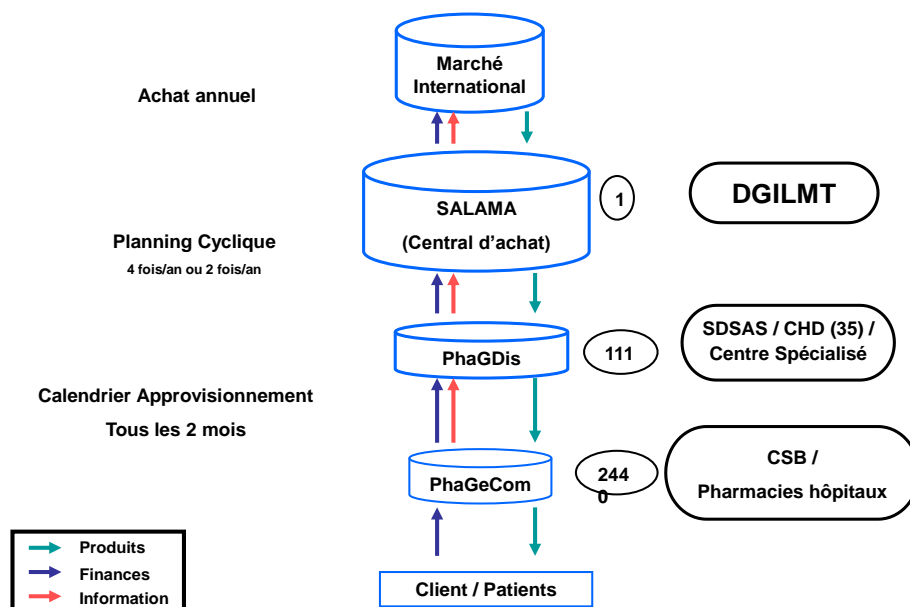 Marché
International
Achat annuel
SALAMA
(Central d’achat)
1
DGILMT
Planning Cyclique
4 fois/an ou 2 fois/an
PhaGDis
111
SDSAS / CHD (35) /
Centre Spécialisé
Calendrier Approvisionnement
Tous les 2 mois
PhaGeCom
244
0
CSB /
Pharmacies hôpitaux
Produits
Finances
Information
Client / Patients